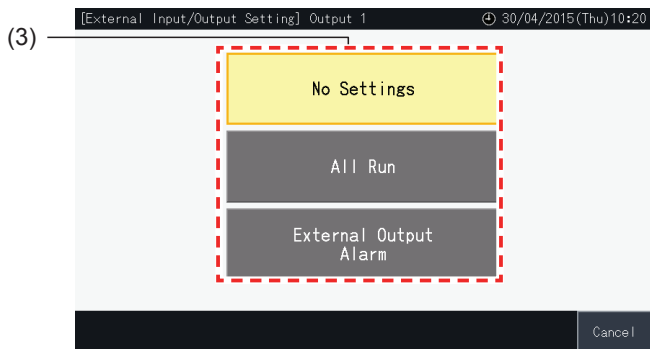 [External Input/Output Setting] Output 1 30/04/2015(Thu)10:20
(3)
No Settings
All Run
External Output
Alarm
Cancel